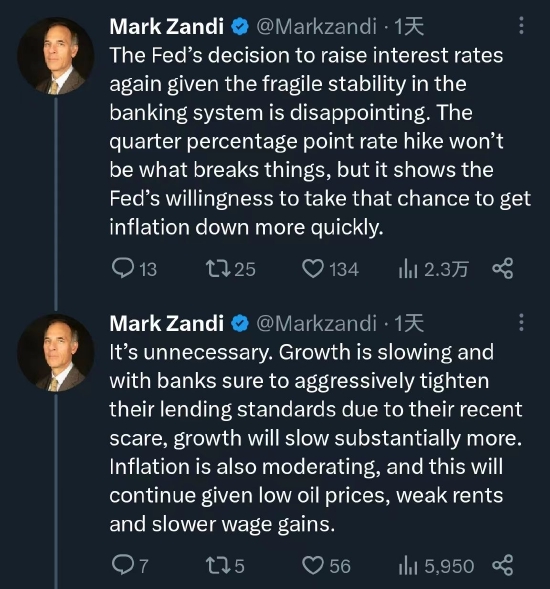 Mark Zandi @Markzandi · 1天
The Fed’s decision to raise interest rates
again given the fragile stability in the
banking system is disappointing. The
quarter percentage point rate hike won’t
be what breaks things, but it shows the
Fed’s willingness to take that chance to get
inflation down more quickly.
13 25 134 2.3万
Mark Zandi @Markzandi · 1天
It’s unnecessary. Growth is slowing and
with banks sure to aggressively tighten
their lending standards due to their recent
scare, growth will slow substantially more.
Inflation is also moderating, and this will
continue given low oil prices, weak rents
and slower wage gains.
7 5 56 5,950